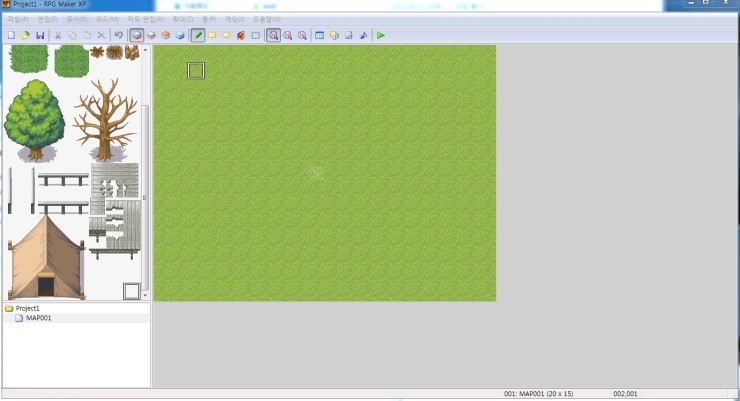 Project1 - RPG Maker XP
파일(A) 편집(E) 표시(V) 모드(M) 지도 편집(A) 확대(Z) 툴(P) 게임(J) 도움말(U)
Project1
MAP001
001: MAP001 (20 x 15) 002,001